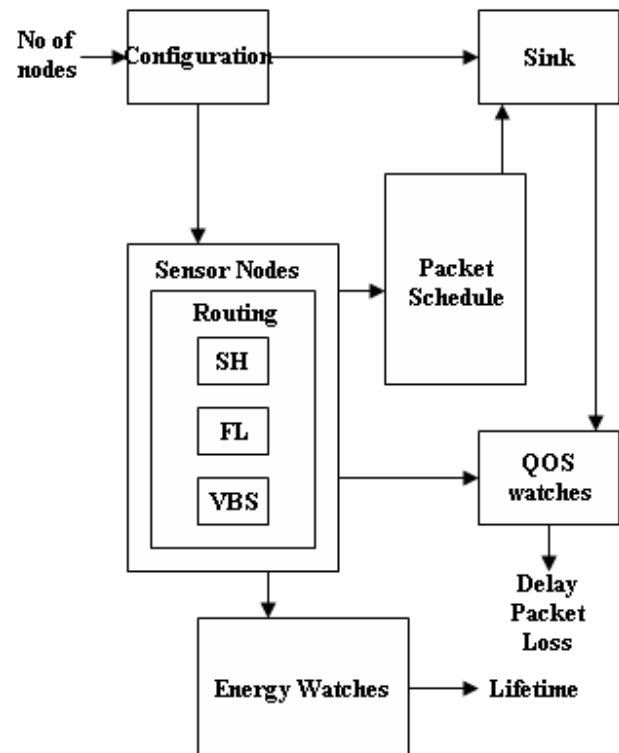 No of
nodes
Configuration
Sink
Sensor Nodes
Packet
Schedule
Routing
SH
FL
VBS
QOS
watches
Delay
Packet
Loss
Energy Watches
Lifetime